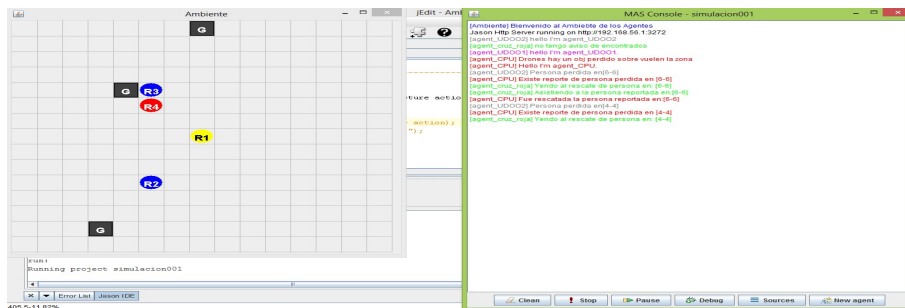 Ambiente
G
G
R3
R4
R1
R2
G
jEdit - Amb
ture actio
action);
");
run:
Running project simulacion001
Error List
Jason IDE
MAS Console - simulacion001
[Ambiente] Bienvenido al Ambiebte de los Agentes
Jason Http Server running on http://192.168.56.1:3272
[agent_UDOO2] hello I'm agent_UDOO2
[agent_cruz_roja] no tengo aviso de encontrados
[agent_UDOO1] hello I'm agent_UDOO1.
[agent_CPU] Drones hay un obj perdido sobre vuelen la zona
[agent_CPU] Hello I'm agent_CPU.
[agent_UDOO2] Persona perdida en[6-6]
[agent_CPU] Existe reporte de persona perdida en [6-6]
[agent_cruz_roja] Yendo al rescate de persona en: [6-6]
[agent_cruz_roja] Asistiendo a la persona reportada en:[6-6]
[agent_CPU] Fue rescatada la persona reportada en:[6-6]
[agent_UDOO2] Persona perdida en[4-4]
[agent_CPU] Existe reporte de persona perdida en [4-4]
[agent_cruz_roja] Yendo al rescate de persona en: [4-4]
Clean
Stop
Pause
Debug
Sources
New agent